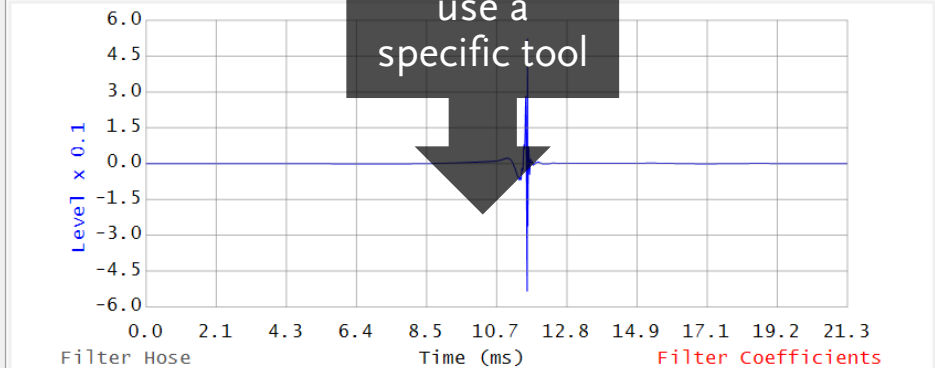 use a
specific tool
6.0
4.5
3.0
1.5
0.0
-1.5
-3.0
-4.5
-6.0
Level x 0.1
0.0 2.1 4.3 6.4 8.5 10.7 12.8 14.9 17.1 19.2 21.3
Filter Hose Time (ms) Filter Coefficients